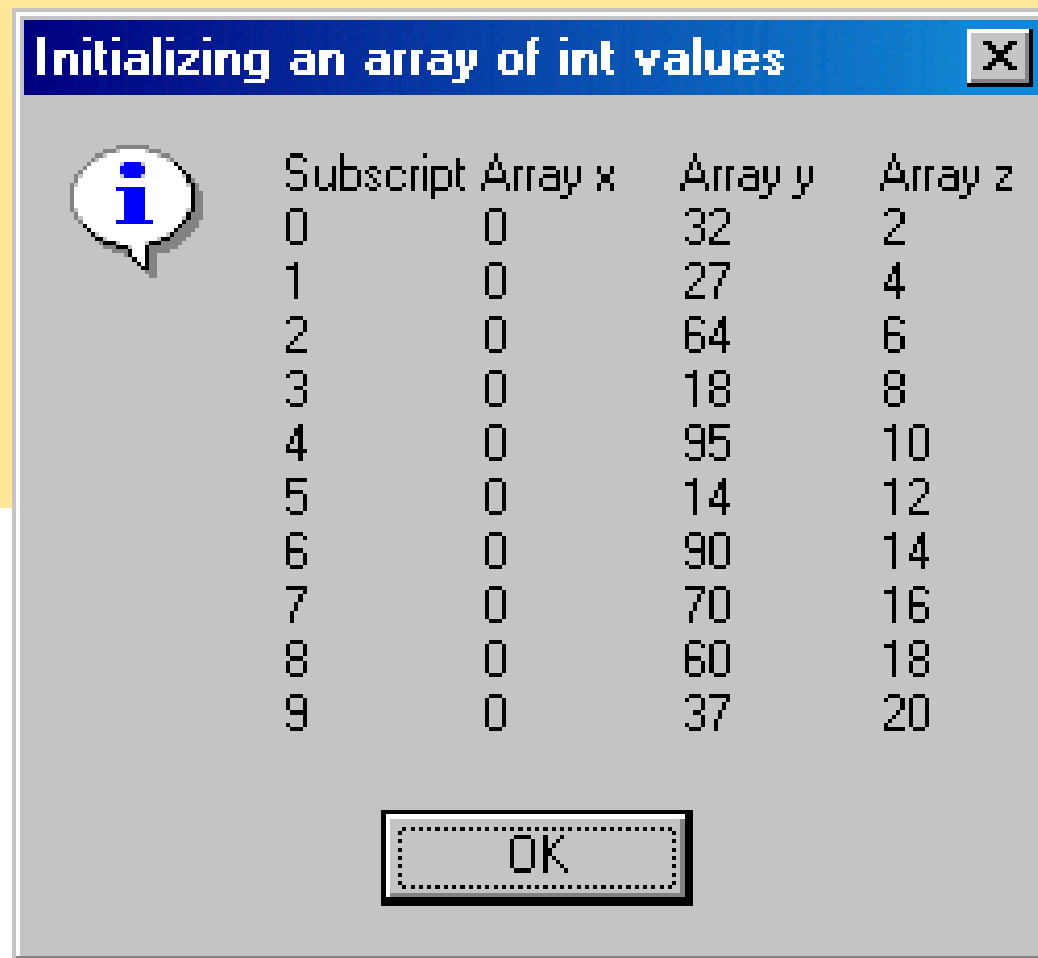 Initializing an array of int values
Subscript Array x Array y Array z
0 0 32 2
1 0 27 4
2 0 64 6
3 0 18 8
4 0 95 10
5 0 14 12
6 0 90 14
7 0 70 16
8 0 60 18
9 0 37 20
OK